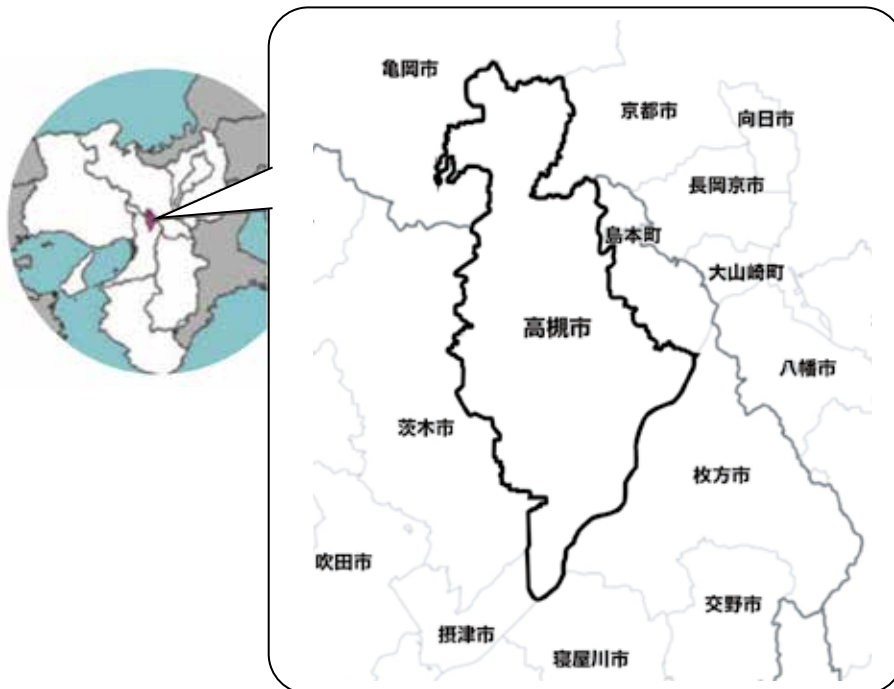 亀岡市
京都市
向日市
長岡京市
島本町
大山崎町
高槻市
八幡市
茨木市
枚方市
吹田市
交野市
摂津市
寝屋川市